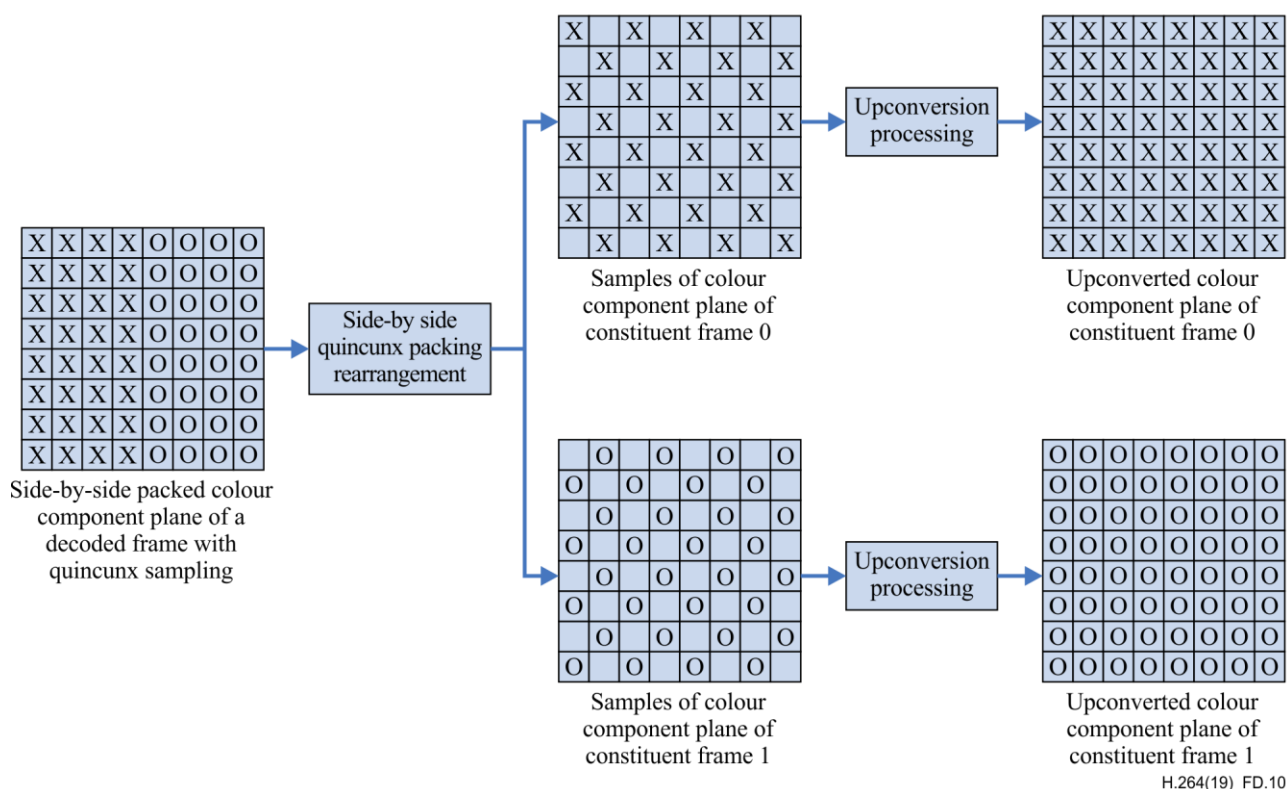 X X X X
X X X X
X X X X
X X X X
X X X X
X X X X
X X X X
X X X X
Upconversion
processing
X X X X X X X X
X X X X X X X X
X X X X X X X X
X X X X X X X X
X X X X X X X X
X X X X X X X X
X X X X X X X X
X X X X X X X X
Samples of colour
component plane of
constituent frame 0
Upconverted colour
component plane of
constituent frame 0
X X X X O O O O
X X X X O O O O
X X X X O O O O
X X X X O O O O
X X X X O O O O
X X X X O O O O
X X X X O O O O
X X X X O O O O
Side-by-side packed colour
component plane of a
decoded frame with
quincunx sampling
Side-by side
quincunx packing
rearrangement
O O O O
O O O O
O O O O
O O O O
O O O O
O O O O
O O O O
O O O O
Upconversion
processing
O O O O O O O O
O O O O O O O O
O O O O O O O O
O O O O O O O O
O O O O O O O O
O O O O O O O O
O O O O O O O O
O O O O O O O O
Samples of colour
component plane of
constituent frame 1
Upconverted colour
component plane of
constituent frame 1
H.264(19)_FD.10